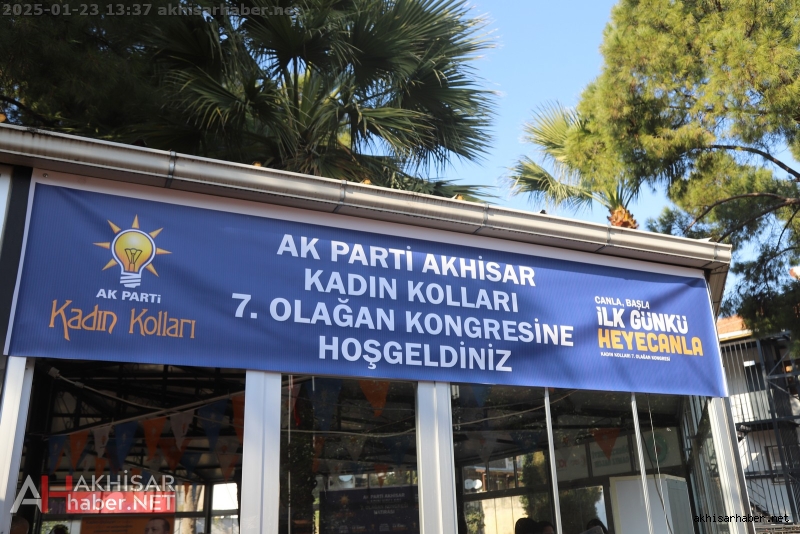 2025-01-23 13:37 akhisarhaber.net
AK PARTİ AKHİSAR
KADIN KOLLARI
7. OLAĞAN KONGRESİNE
HOŞGELDİNİZ
AK PARTİ
Kadın Kolları
CANLA, BAŞLA
İLK GÜNKÜ
HEYECANLA
KADIN KOLLARI 7. OLAĞAN KONGRESİ
AKHİSAR
haber.NET
akhisarhaber.net